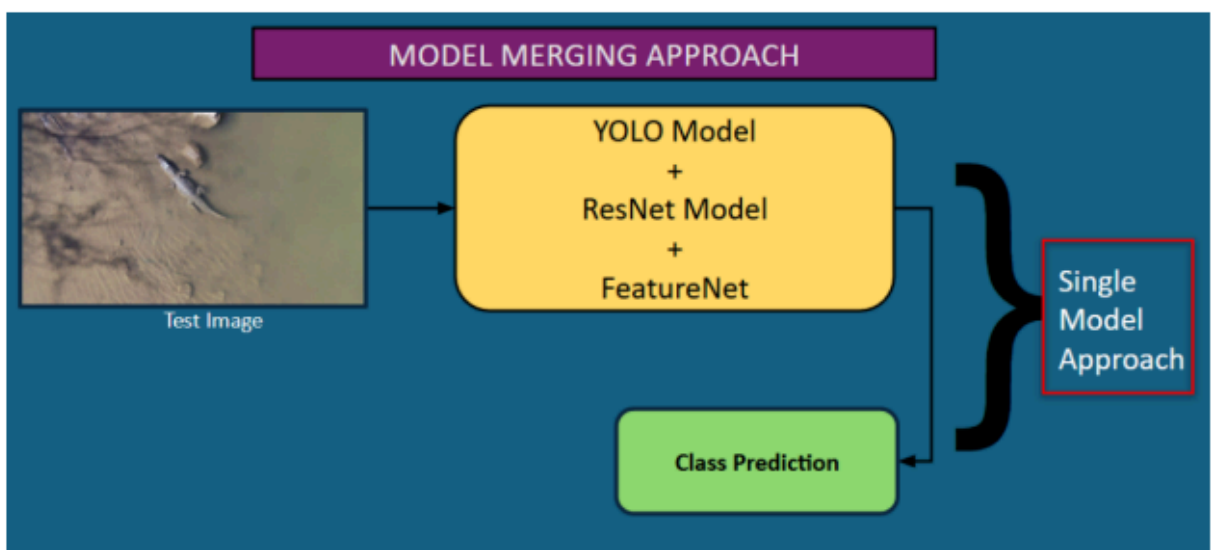 MODEL MERGING APPROACH
Test Image
YOLO Model
+
ResNet Model
+
FeatureNet
Single
Model
Approach
Class Prediction